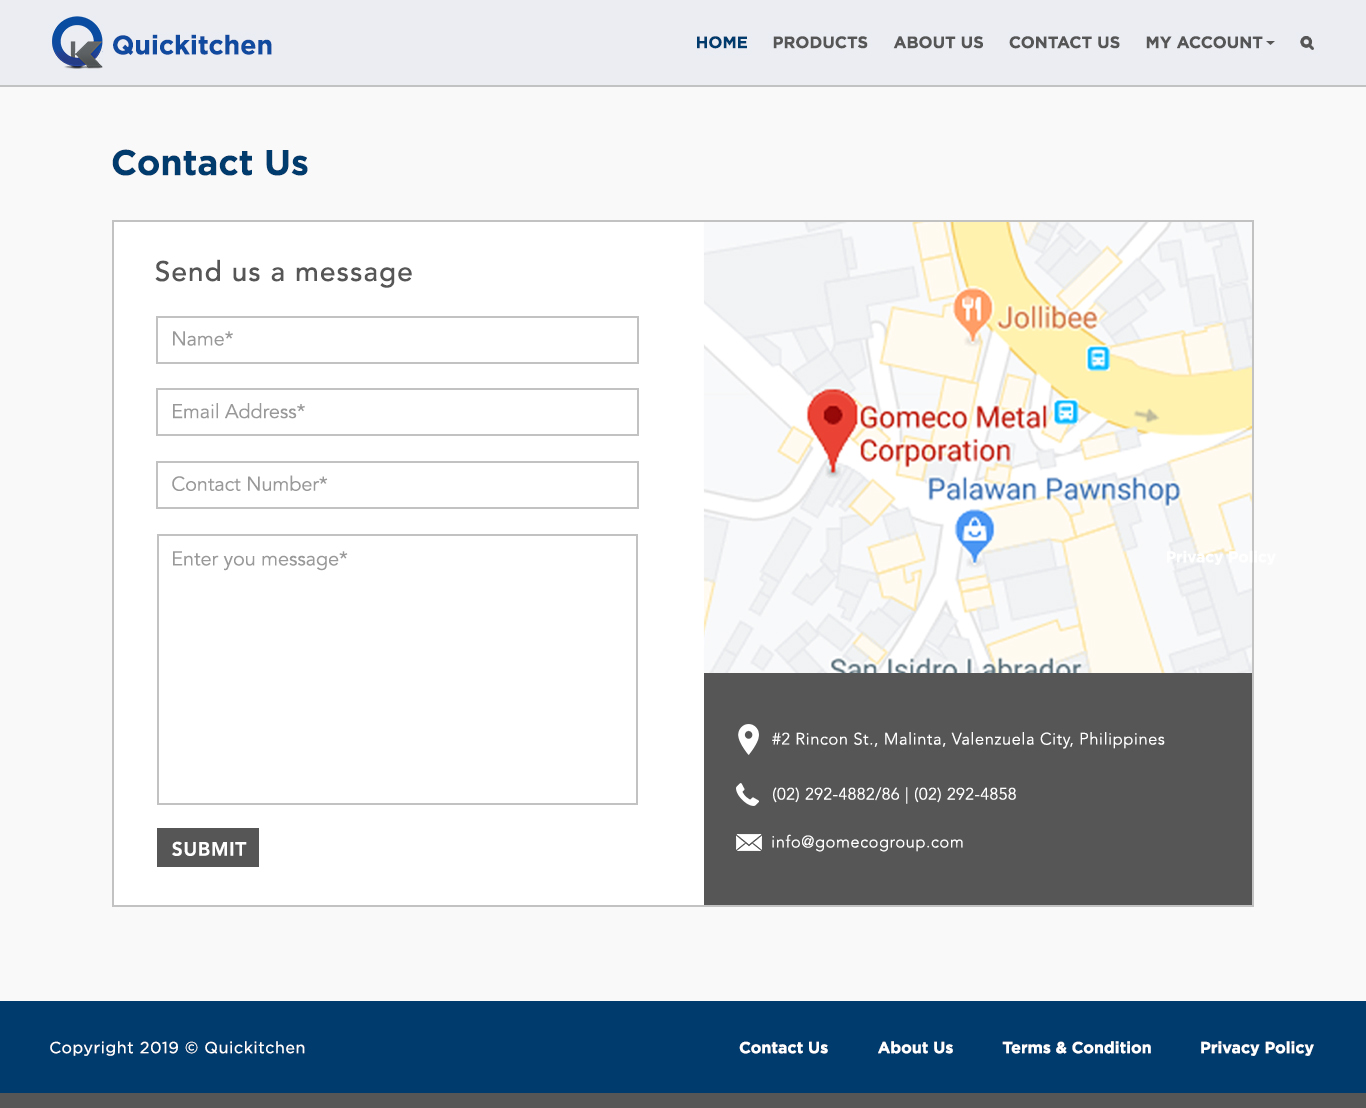 Quickitchen
HOME PRODUCTS ABOUT US CONTACT US MY ACCOUNT
Contact Us
Send us a message
Name*
Email Address*
Contact Number*
Enter you message*
SUBMIT
Jollibee
Gomeco Metal
Corporation
Palawan Pawnshop
Privacy Policy
San Isidro Labrador
#2 Rincon St., Malinta, Valenzuela City, Philippines
(02) 292-4882/86 | (02) 292-4858
info@gomecogroup.com
Copyright 2019 © Quickitchen
Contact Us About Us Terms & Condition Privacy Policy